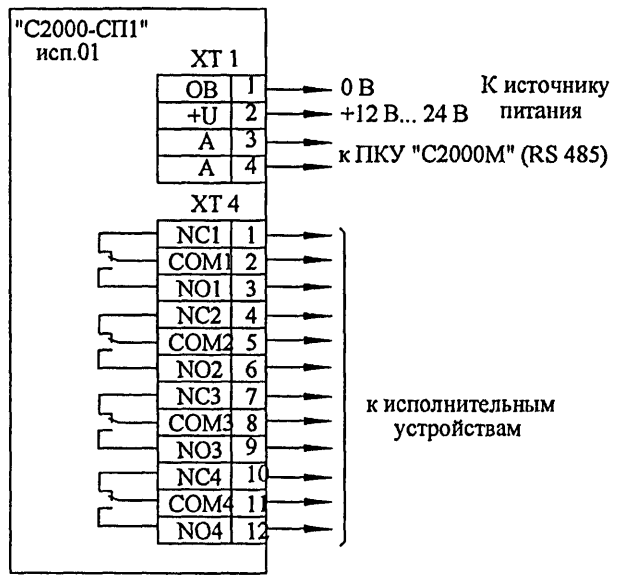 "С2000-СП1"
исп.01
XT 1
ОВ 1 0 В
+U 2 +12 В... 24 В
К источнику
питания
А 3
А 4
к ПКУ "С2000М" (RS 485)
XT 4
NC1 1
COM1 2
NO1 3
NC2 4
COM2 5
NO2 6
NC3 7
COM3 8
NO3 9
NC4 10
COM4 11
NO4 12
к исполнительным
устройствам